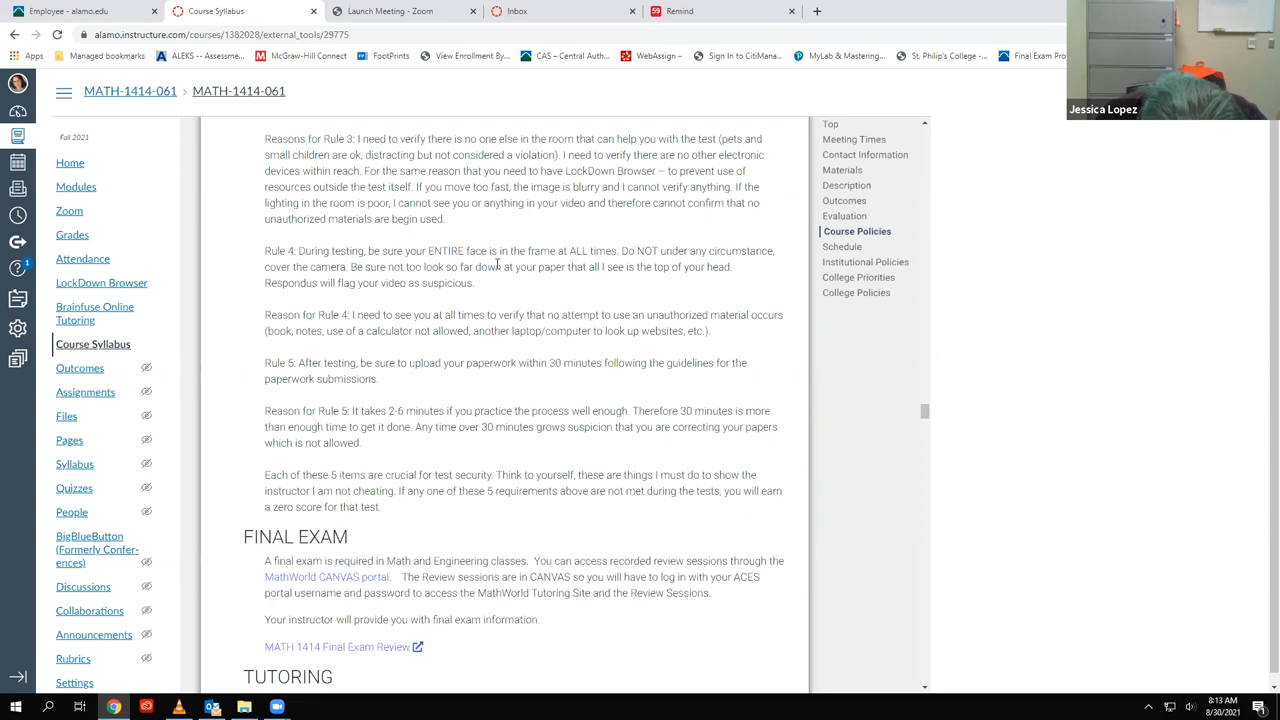 Employee - alamo.edu
Course Syllabus
Launch Meeting - Zoom
Inbox
Remind
alamo.instructure.com/courses/1382028/external_tools/29775
Managed bookmarks
ALEKS -- Assessme...
McGraw-Hill Connect
FootPrints
View Enrollment By...
CAS – Central Auth...
WebAssign
Sign In to CitiMana...
MyLab & Mastering...
St. Philip's College -...
Final Exam Pro
Jessica Lopez
MATH-1414-061 > MATH-1414-061
Fall 2021
Home
Modules
Zoom
Grades
Attendance
LockDown Browser
Brainfuse Online
Tutoring
Course Syllabus
Outcomes
Assignments
Files
Pages
Syllabus
Quizzes
People
BigBlueButton
(Formerly Confer-
ences)
Discussions
Collaborations
Announcements
Rubrics
Settings
Reasons for Rule 3: I need to verify there is no one else in the room that can help you with the test (pets and
small children are ok, distracting but not considered a violation). I need to verify there are no other electronic
devices within reach. For the same reason that you need to have LockDown Browser – to prevent use of
resources outside the test itself. If you move too fast, the image is blurry and I cannot verify anything. If the
lighting in the room is poor, I cannot see you or anything in your video and therefore cannot confirm that no
unauthorized materials are begin used.
Rule 4: During testing, be sure your ENTIRE face is in the frame at ALL times. Do NOT under any circumstance,
cover the camera. Be sure not too look so far down at your paper that all I see is the top of your head.
Respondus will flag your video as suspicious.
Reason for Rule 4: I need to see you at all times to verify that no attempt to use an unauthorized material occurs
(book, notes, use of a calculator not allowed, another laptop/computer to look up websites, etc.).
Rule 5: After testing, be sure to upload your paperwork within 30 minutes following the guidelines for the
paperwork submissions.
Reason for Rule 5: It takes 2-6 minutes if you practice the process well enough. Therefore 30 minutes is more
than enough time to get it done. Any time over 30 minutes grows suspicion that you are correcting your papers
which is not allowed.
Each of these 5 items are crucial for test security. Think to yourself, these are things I must do to show the
instructor I am not cheating. If any one of these 5 requirements above are not met during the tests, you will earn
a zero score for that test.
FINAL EXAM
A final exam is required in Math and Engineering classes. You can access recorded review sessions through the
MathWorld CANVAS portal. The Review sessions are in CANVAS so you will have to log in with your ACES
portal username and password to access the MathWorld Tutoring Site and the Review Sessions.
Your instructor will provide you with final exam information.
MATH 1414 Final Exam Review
TUTORING
Top
Meeting Times
Contact Information
Materials
Description
Outcomes
Evaluation
Course Policies
Schedule
Institutional Policies
College Priorities
College Policies
8:13 AM
8/30/2021